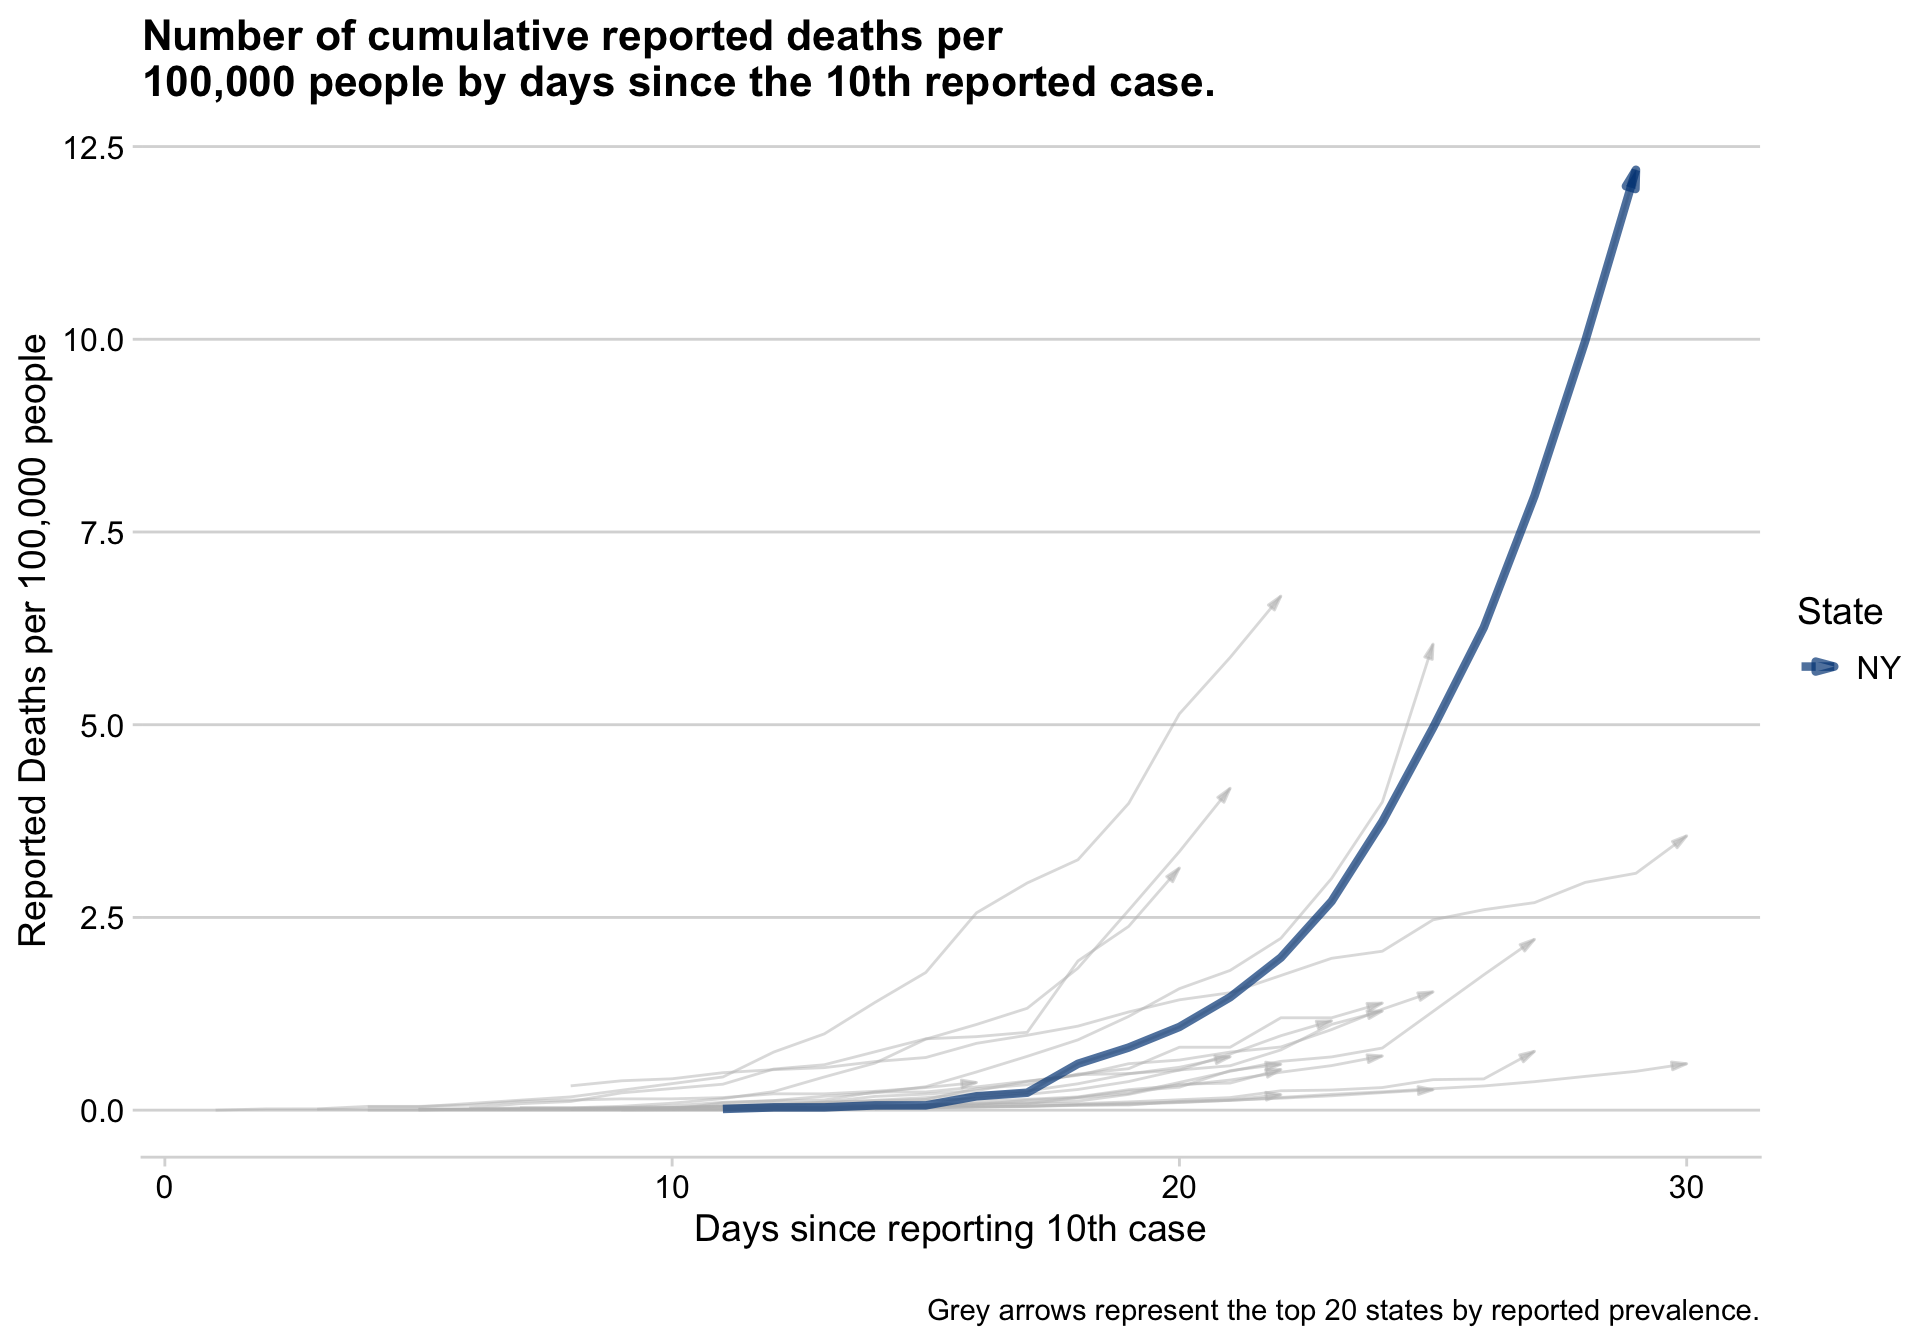 Number of cumulative reported deaths per
100,000 people by days since the 10th reported case.
12.5
10.0
7.5
5.0
2.5
0.0
Reported Deaths per 100,000 people
0 10 20 30
Days since reporting 10th case
State
NY
Grey arrows represent the top 20 states by reported prevalence.